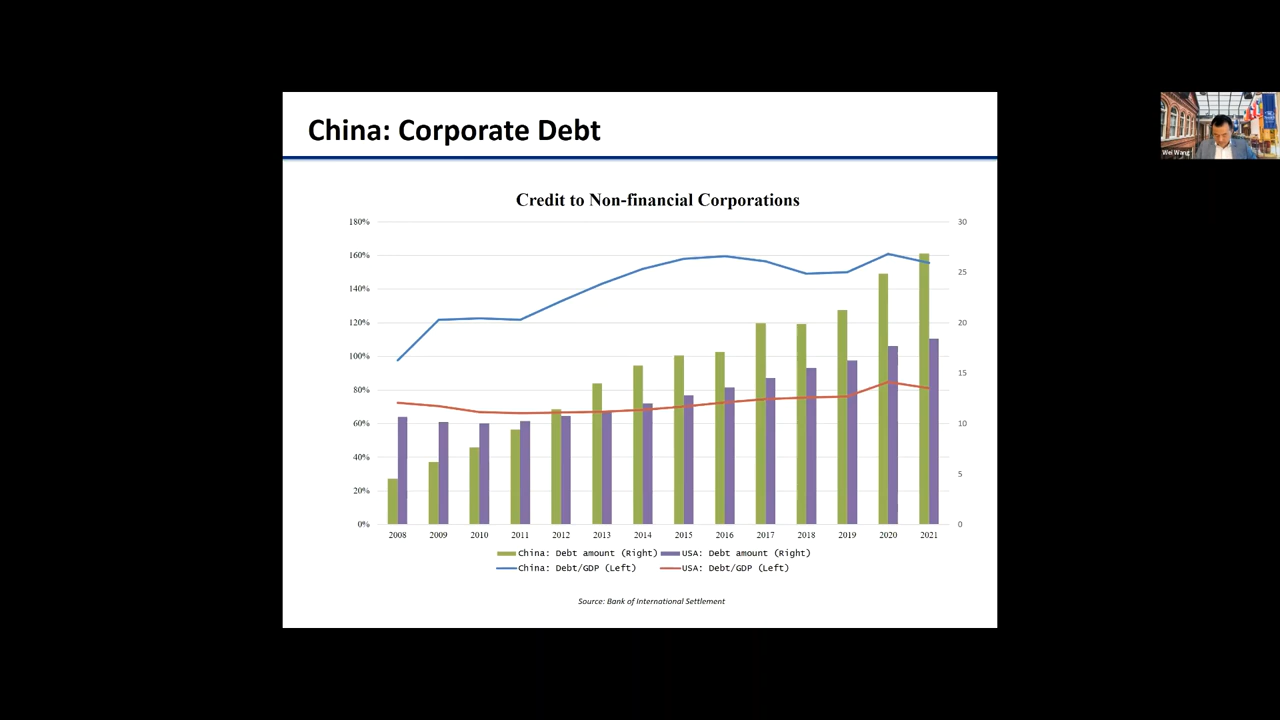 China: Corporate Debt
Wei Wang
Credit to Non-financial Corporations
180% 30
160% 25
140% 20
120% 15
100% 10
80% 5
60% 0
40%
20%
0%
2008 2009 2010 2011 2012 2013 2014 2015 2016 2017 2018 2019 2020 2021
China: Debt amount (Right) USA: Debt amount (Right)
China: Debt/GDP (Left) USA: Debt/GDP (Left)
Source: Bank of International Settlement